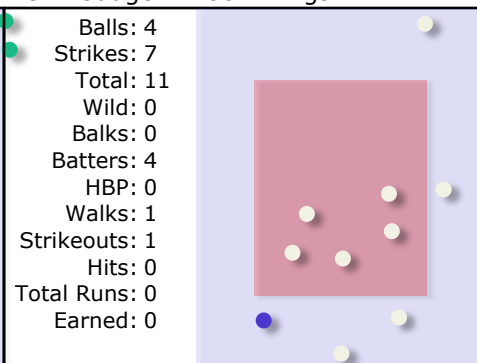 Balls: 4
Strikes: 7
Total: 11
Wild: 0
Balks: 0
Batters: 4
HBP: 0
Walks: 1
Strikeouts: 1
Hits: 0
Total Runs: 0
Earned: 0